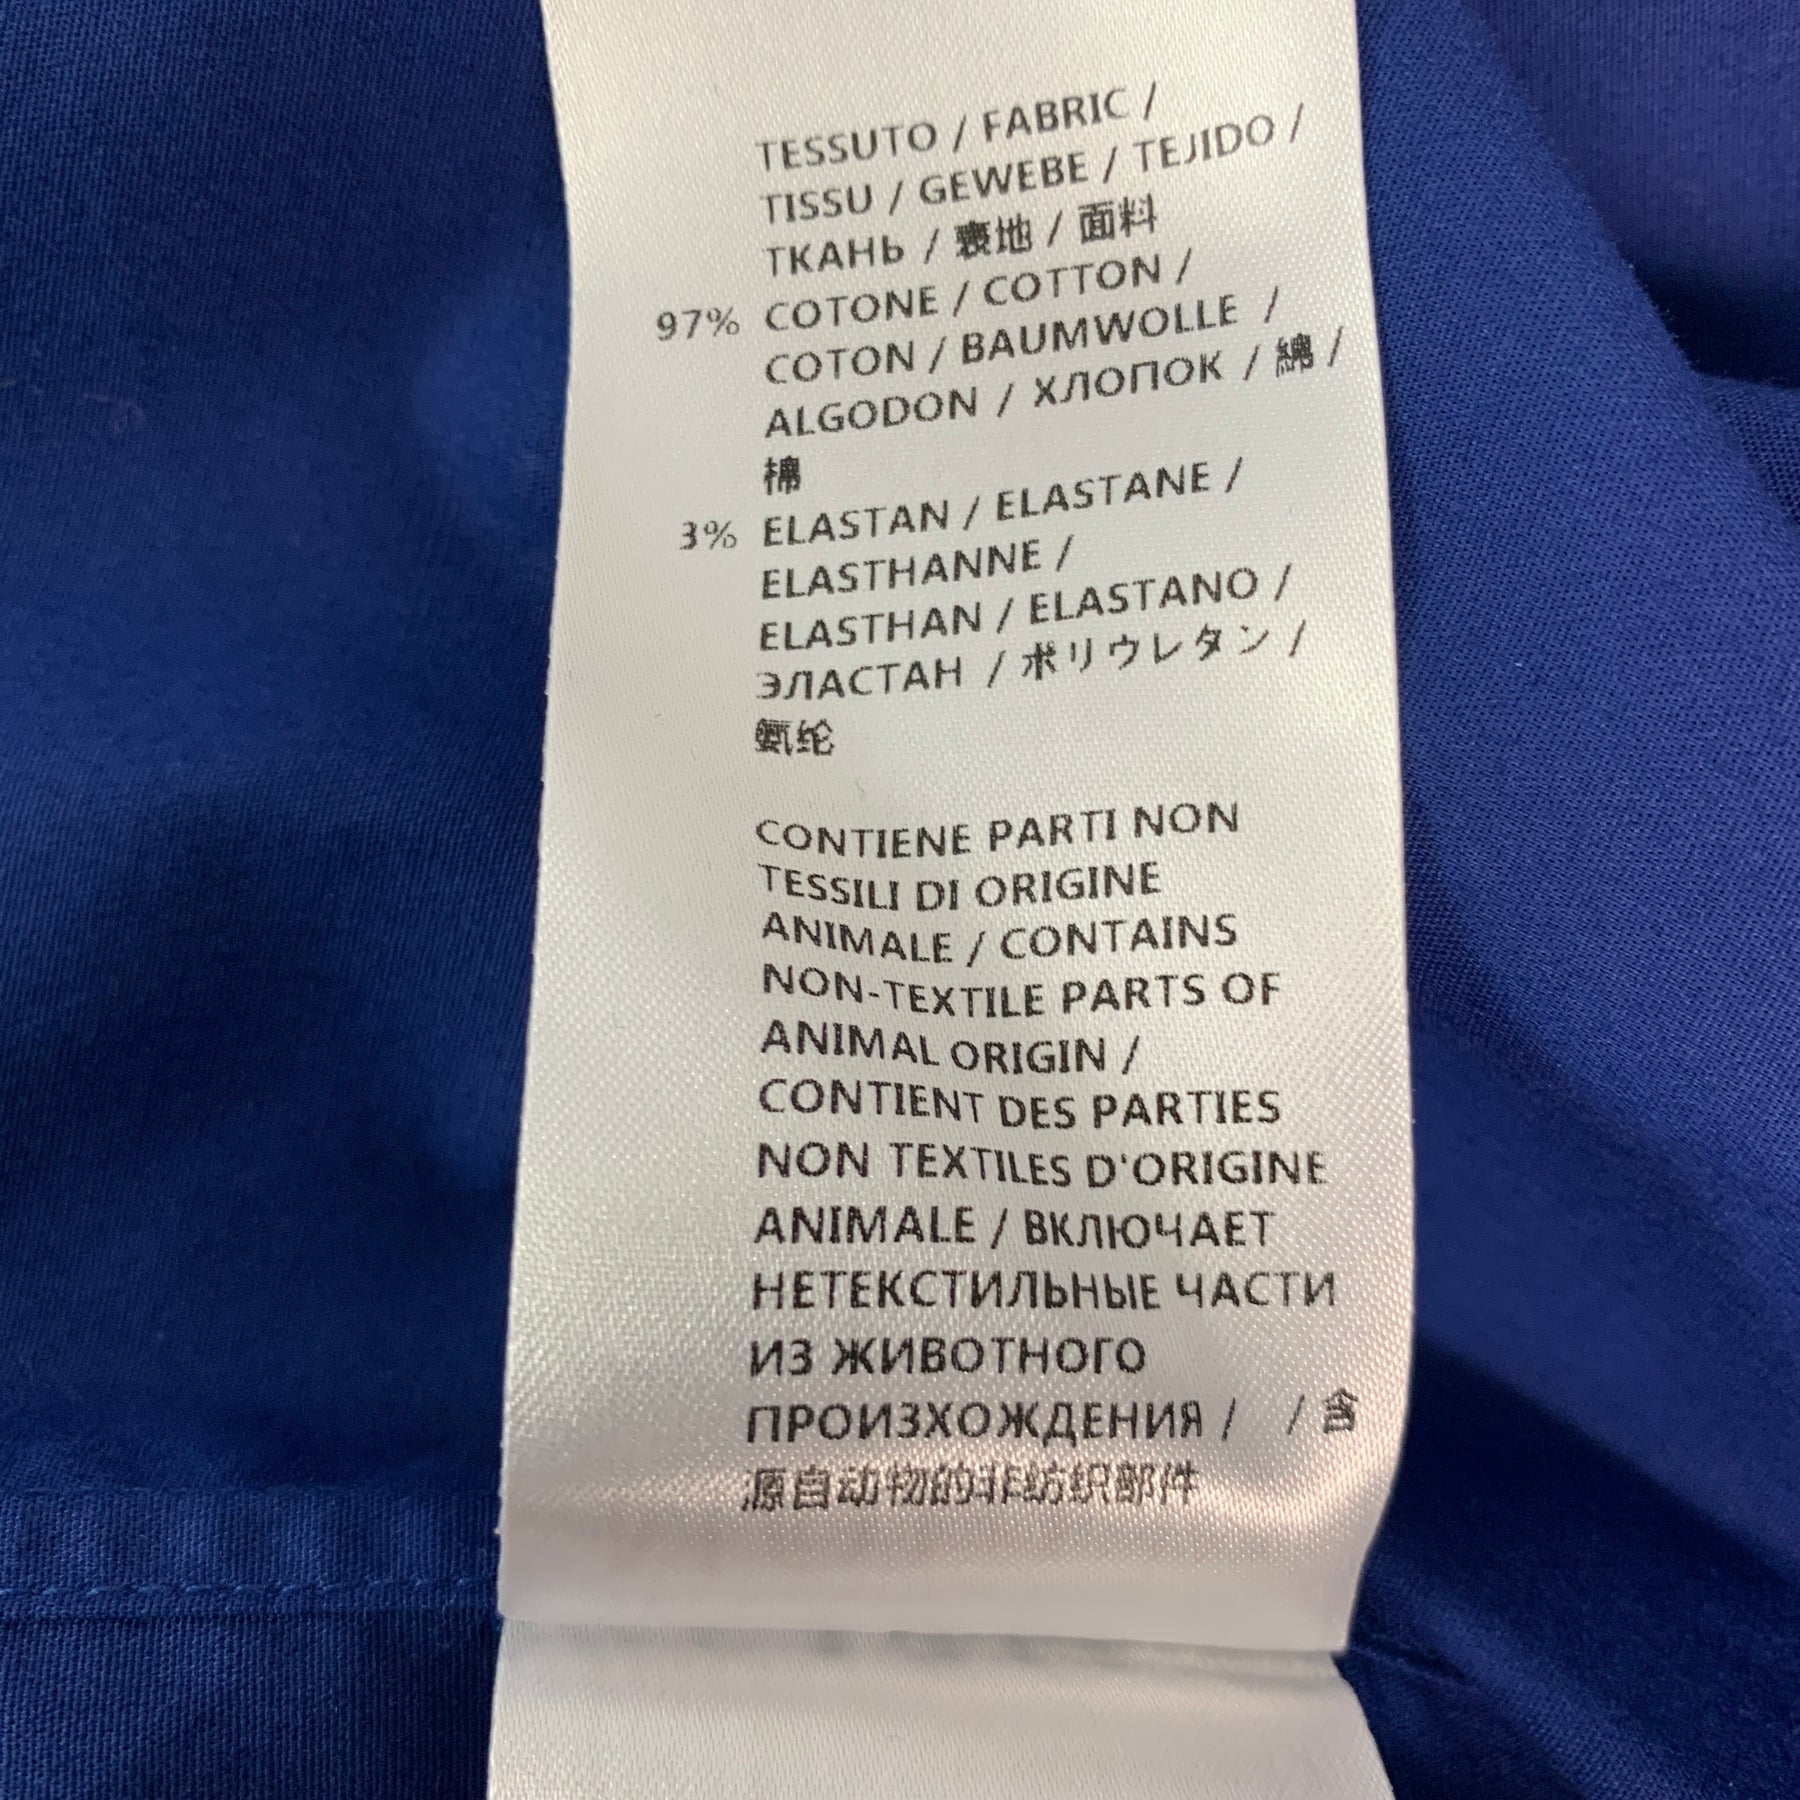 TESSUTO / FABRIC /
TISSU / GEWEBE / TEJIDO /
ТКАНЬ / 表地 / 面料
97% COTONE / COTTON /
COTON / BAUMWOLLE /
ALGODON / ХЛОПОК / 綿 /
棉
3% ELASTAN / ELASTANE /
ELASTHANNE /
ELASTHAN / ELASTANO /
ЭЛАСТАН / ポリウレタン /
氨纶
CONTIENE PARTI NON
TESSILI DI ORIGINE
ANIMALE / CONTAINS
NON-TEXTILE PARTS OF
ANIMAL ORIGIN /
CONTIENT DES PARTIES
NON TEXTILES D'ORIGINE
ANIMALE / ВКЛЮЧАЕТ
НЕТЕКСТИЛЬНЫЕ ЧАСТИ
ИЗ ЖИВОТНОГО
ПРОИЗХОЖДЕНИЯ / / 含
源自动物的非纺织部件